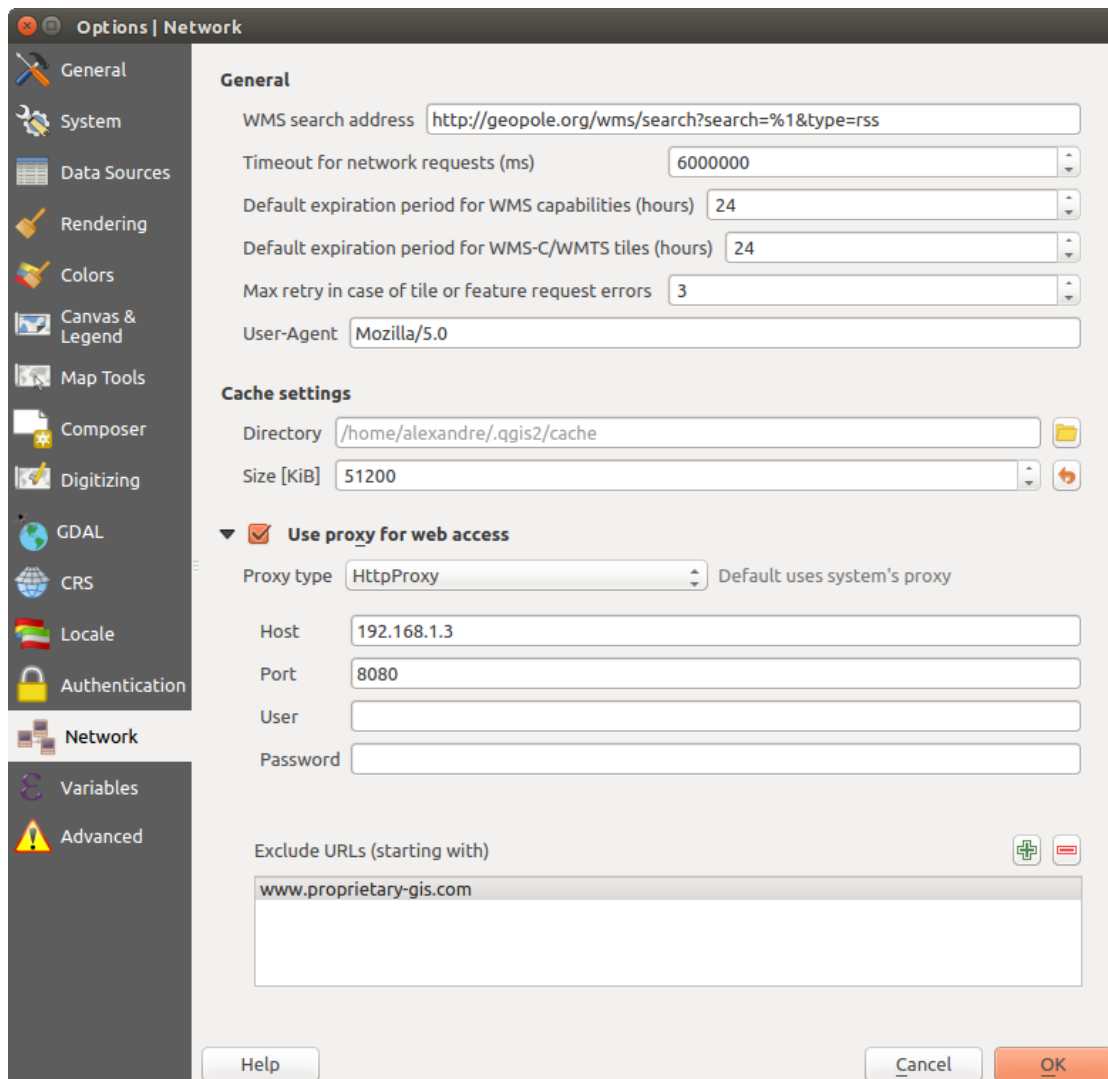 Options | Network
General
System
Data Sources
Rendering
Colors
Canvas &
Legend
Map Tools
Composer
Digitizing
GDAL
CRS
Locale
Authentication
Network
Variables
Advanced
General
WMS search address http://geopole.org/wms/search?search=%1&type=rss
Timeout for network requests (ms) 6000000
Default expiration period for WMS capabilities (hours) 24
Default expiration period for WMS-C/WMTS tiles (hours) 24
Max retry in case of tile or feature request errors 3
User-Agent Mozilla/5.0
Cache settings
Directory /home/alexandre/.qgis2/cache
Size [KiB] 51200
Use proxy for web access
Proxy type HttpProxy Default uses system's proxy
Host 192.168.1.3
Port 8080
User
Password
Exclude URLs (starting with)
www.proprietary-gis.com
Help Cancel OK